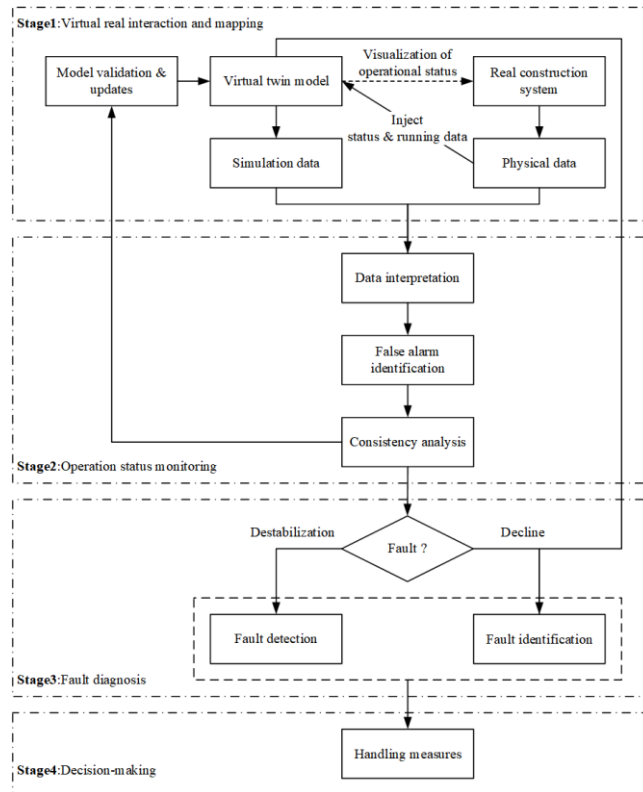 Stage1:Virtual real interaction and mapping
Model validation &
updates
Virtual twin model
Visualization of
operational status
Real construction
system
Inject
status & running data
Simulation data
Physical data
Data interpretation
False alarm
identification
Consistency analysis
Stage2:Operation status monitoring
Destabilization
Fault ?
Decline
Fault detection
Fault identification
Stage3:Fault diagnosis
Handling measures
Stage4:Decision-making